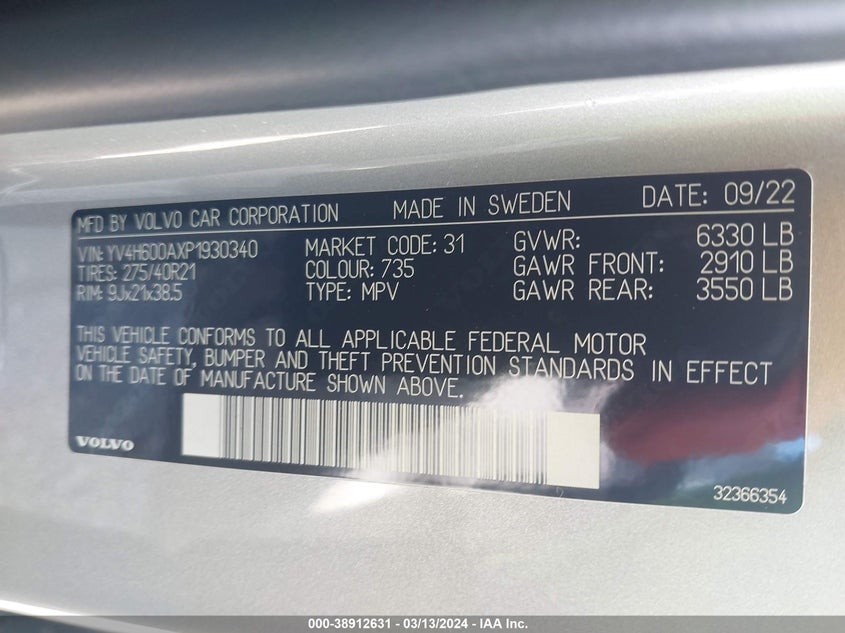 MFD BY VOLVO CAR CORPORATION MADE IN SWEDEN DATE: 09/22
VIN: YV4H600AXP1930340 MARKET CODE: 31 GVWR: 6330 LB
TIRES: 275/40R21 COLOUR: 735 GAWR FRONT: 2910 LB
RIM: 9Jx21x38.5 TYPE: MPV GAWR REAR: 3550 LB
THIS VEHICLE CONFORMS TO ALL APPLICABLE FEDERAL MOTOR
VEHICLE SAFETY, BUMPER AND THEFT PREVENTION STANDARDS IN EFFECT
ON THE DATE OF MANUFACTURE SHOWN ABOVE.
VOLVO
32366354
000-38912631 - 03/13/2024 - IAA Inc.